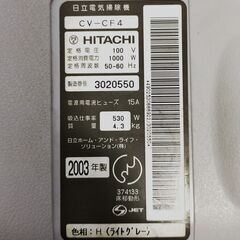 日立電気掃除機
CV-CF4
HITACHI
定格電圧 100 V
定格消費電力 1000 W
定格周波数 50-60 Hz
製造番号 3020550
電源用電流ヒューズ 15A
吸込仕事率 530 W
質量 4.3 kg
日立ホーム・アンド・ライフ・
ソリューション(株)
2003年製
374133
床移動形
S JET
色相:H(ライトグレー)